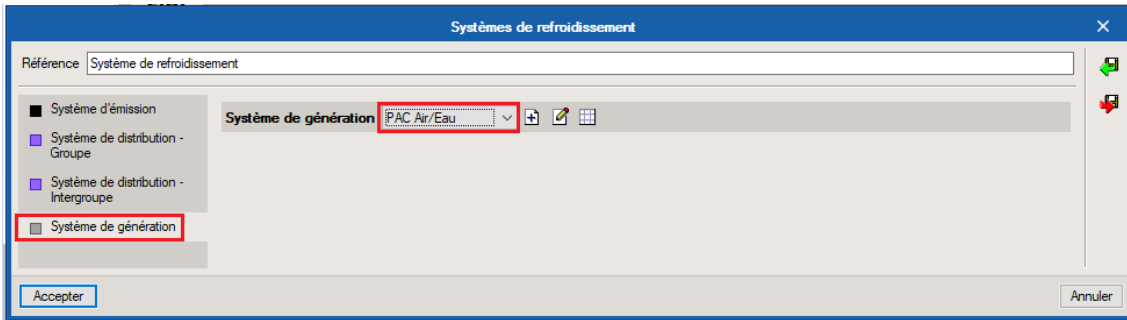 Systèmes de refroidissement
Référence Système de refroidissement
Système d'émission
Système de distribution -
Groupe
Système de distribution -
Intergroupe
Système de génération
Système de génération PAC Air/Eau
Accepter
Annuler